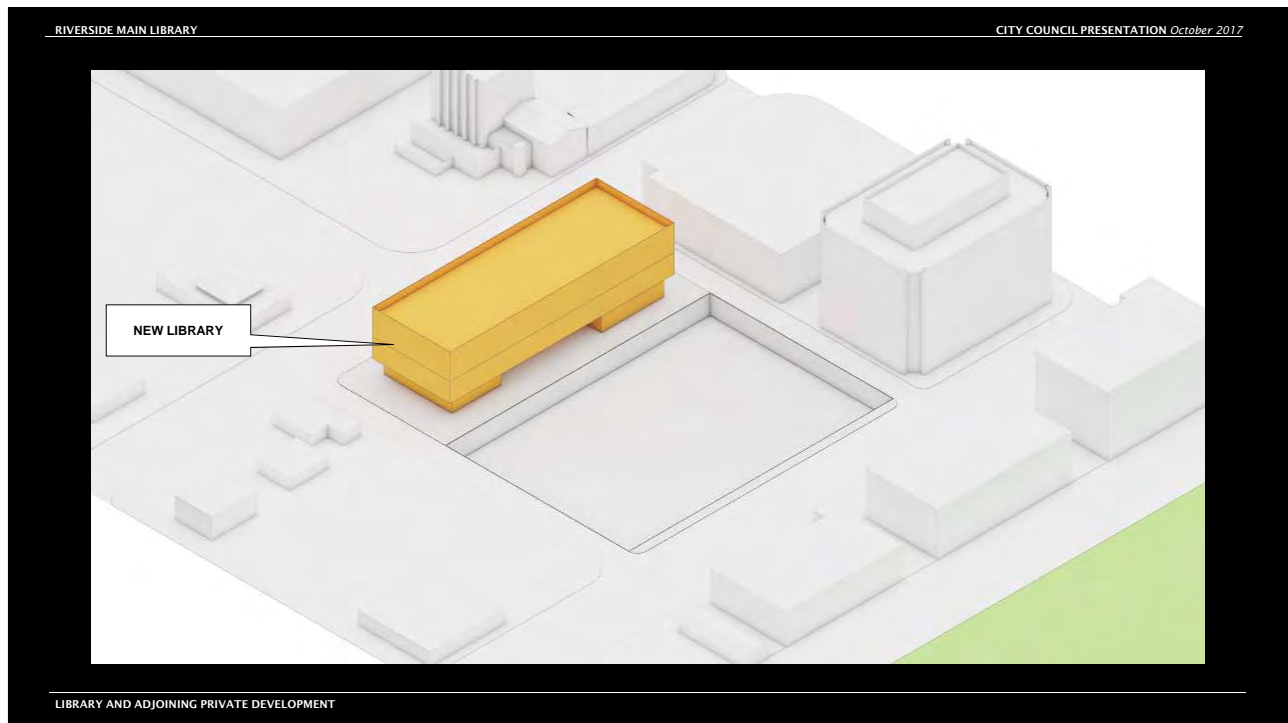 RIVERSIDE MAIN LIBRARY
CITY COUNCIL PRESENTATION October 2017
NEW LIBRARY
LIBRARY AND ADJOINING PRIVATE DEVELOPMENT